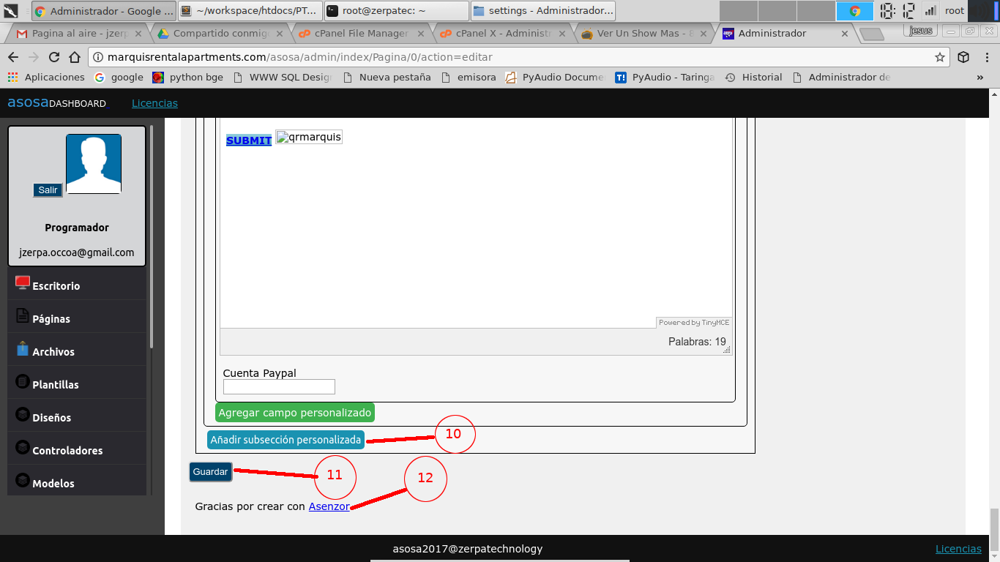 Administrador - Google ...
~/workspace/htdocs/PT...
root@zerpatec: ~
settings - Administrador...
18:12
root
Pagina al aire - jzerp
Compartido conmig
cPanel File Manager
cPanel X - Administr
Ver Un Show Mas - 8
Administrador
jesus
marquisrentalapartments.com/asosa/admin/index/Pagina/0/action=editar
Aplicaciones
google
python bge
WWW SQL Desig
Nueva pestaña
emisora
PyAudio Docume
T!
PyAudio - Taringa
Historial
Administrador de
»
asosaDASHBOARD
Licencias
Salir
Programador
jzerpa.occoa@gmail.com
Escritorio
Páginas
Archivos
Plantillas
Diseños
Controladores
Modelos
SUBMIT
qrmarquis
Powered by TinyMCE
Palabras: 19
Cuenta Paypal
Agregar campo personalizado
Añadir subsección personalizada
10
Guardar
11
12
Gracias por crear con Asenzor
asosa2017@zerpatechnology
Licencias